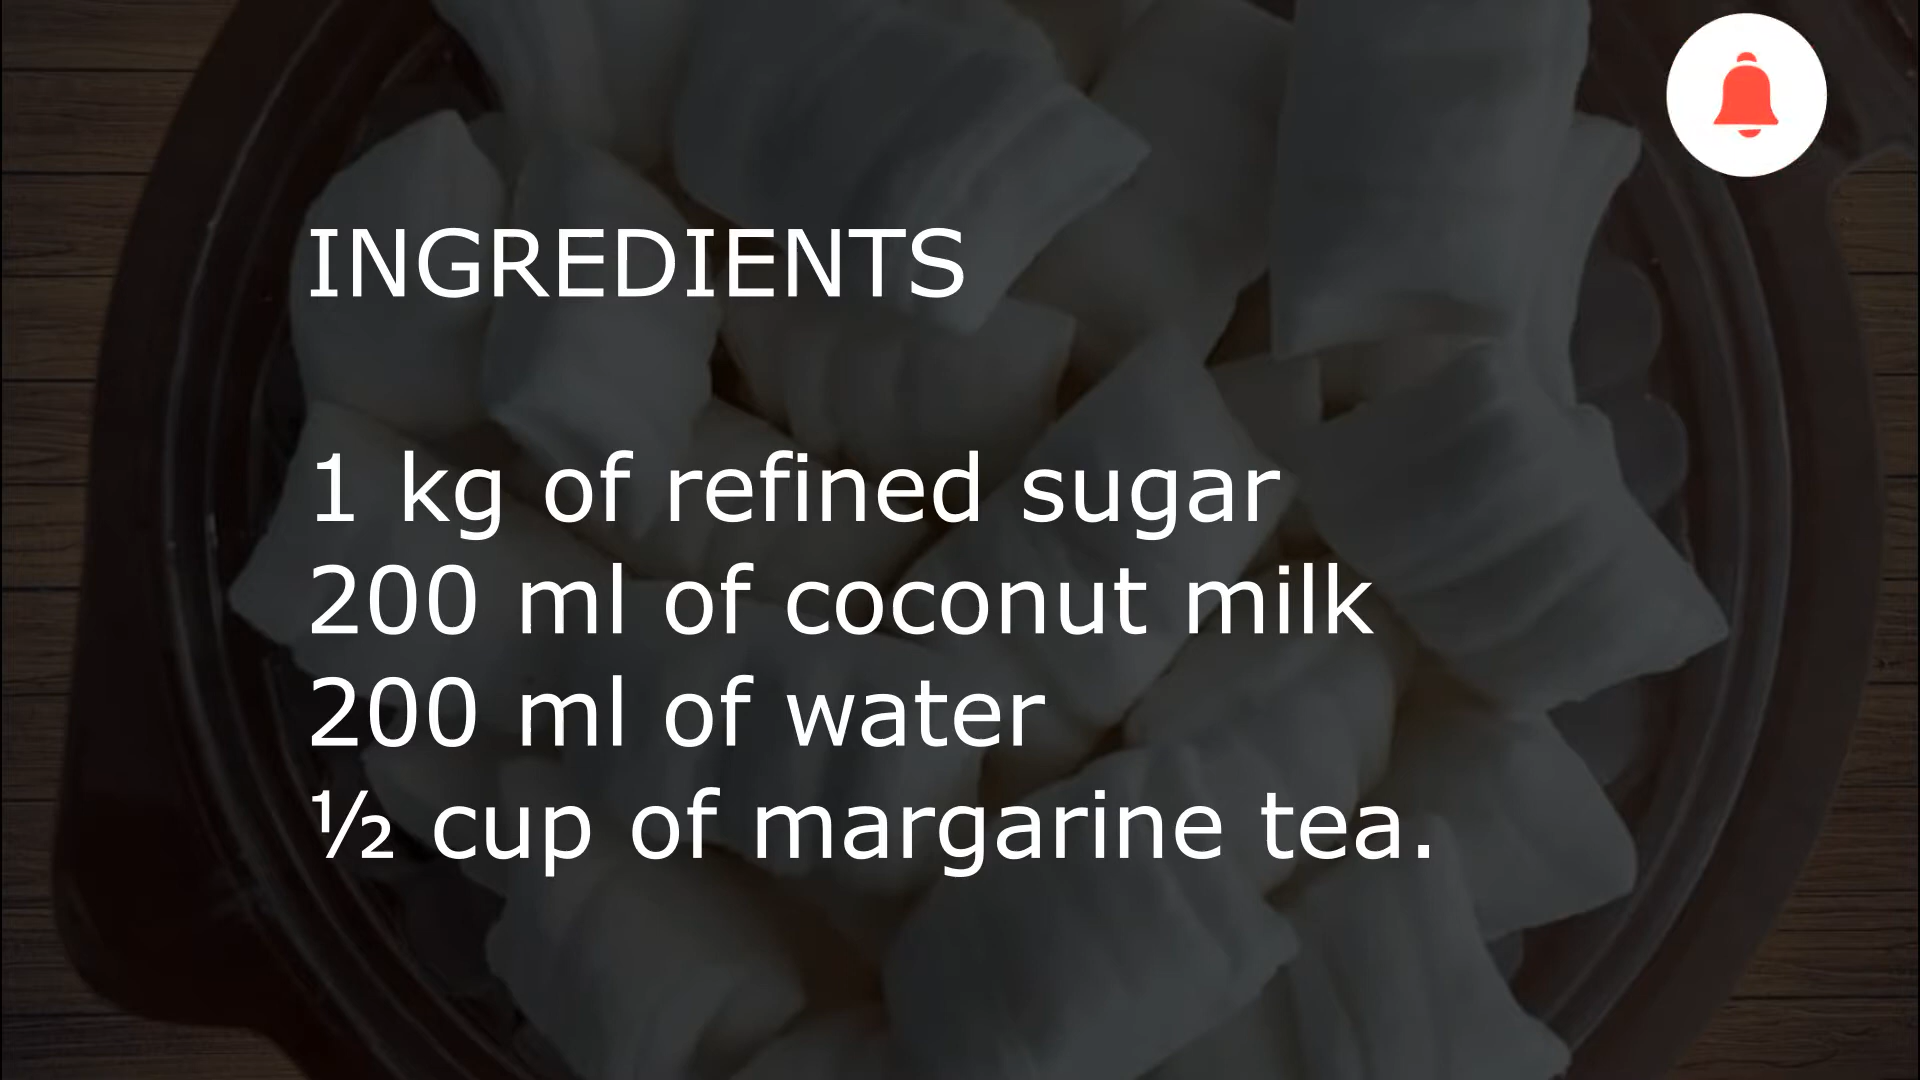 INGREDIENTS
1 kg of refined sugar
200 ml of coconut milk
200 ml of water
½ cup of margarine tea.